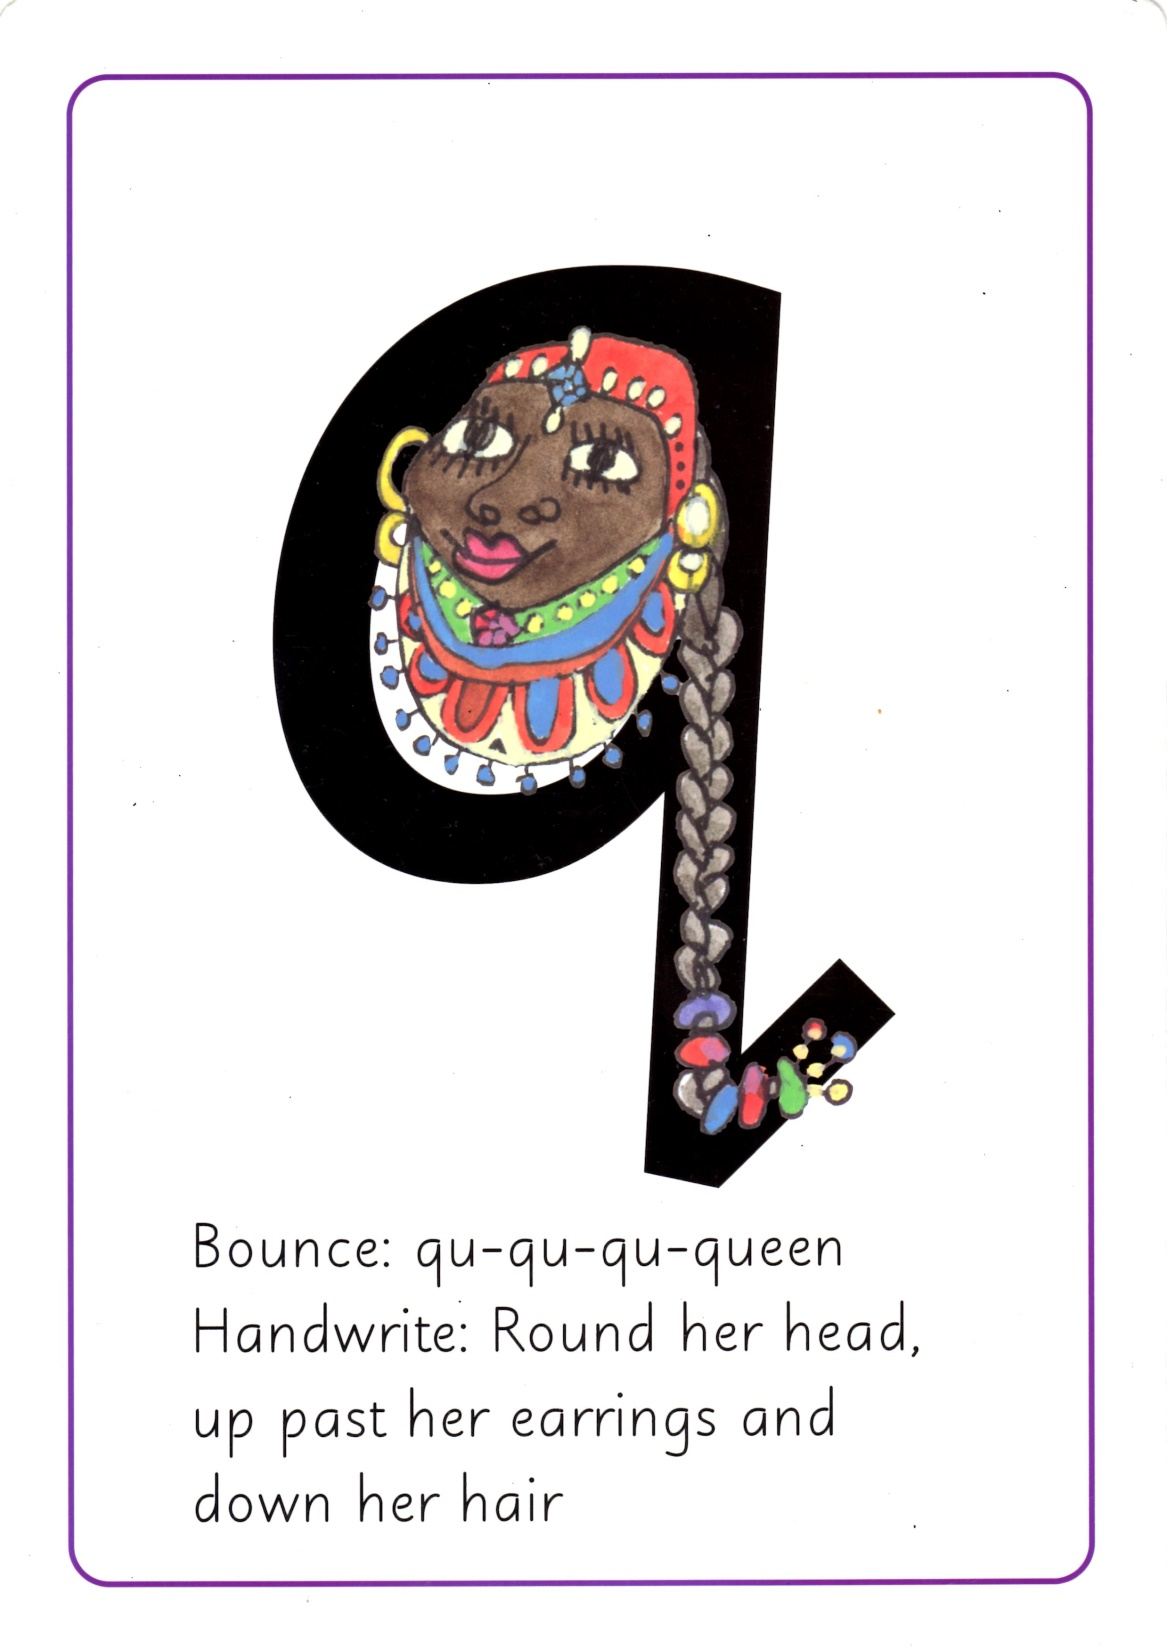 q
Bounce: qu-qu-qu-queen
Handwrite: Round her head,
up past her earrings and
down her hair